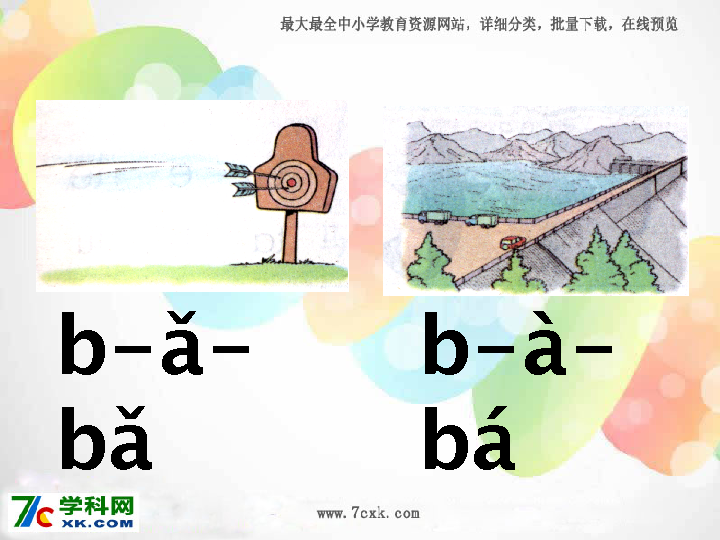 最大最全中小学教育资源网站，详细分类，批量下载，在线预览
b-ǎ-
bǎ
b-à-
bá
7cxk 学科网
XK.COM
www.7cxk.com